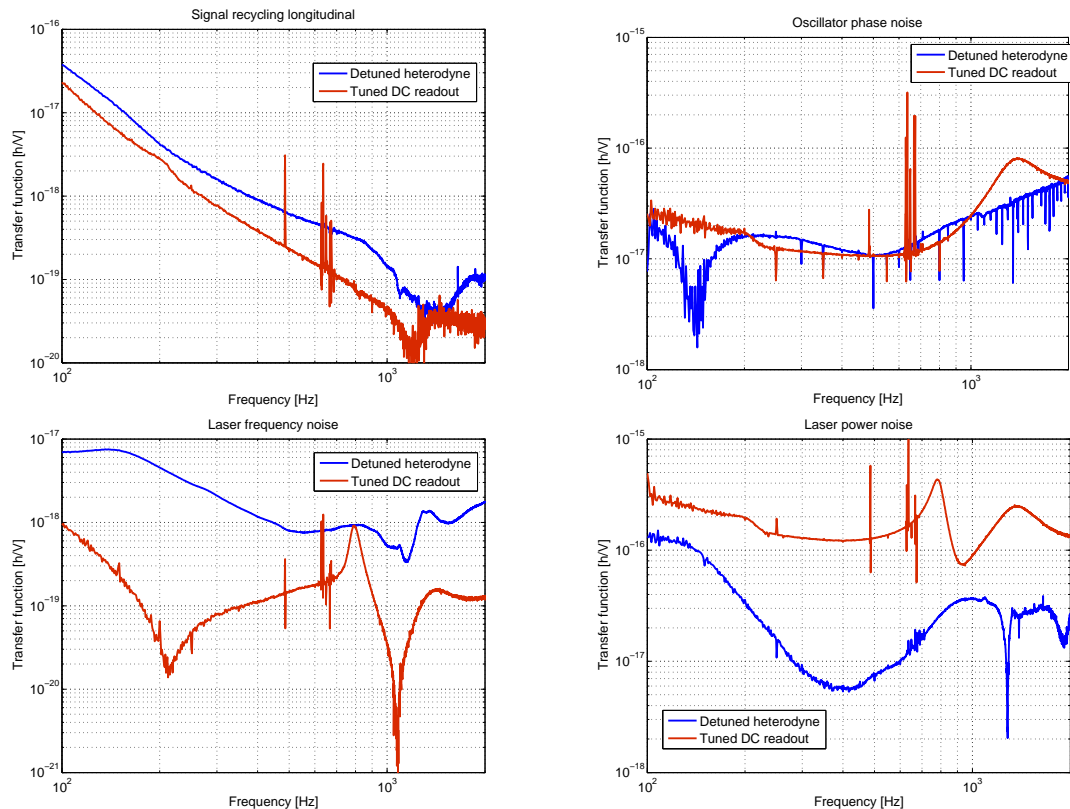 Signal recycling longitudinal
10^−16
10^−17
10^−18
10^−19
10^−20
Transfer function [h/V]
Detuned heterodyne
Tuned DC readout
10^2
10^3
Frequency [Hz]
Oscillator phase noise
10^−15
10^−16
10^−17
10^−18
Transfer function [h/V]
Detuned heterodyne
Tuned DC readout
10^2
10^3
Frequency [Hz]
Laser frequency noise
10^−17
10^−18
10^−19
10^−20
10^−21
Transfer function [h/V]
Detuned heterodyne
Tuned DC readout
10^2
10^3
Frequency [Hz]
Laser power noise
10^−15
10^−16
10^−17
10^−18
Transfer function [h/V]
Detuned heterodyne
Tuned DC readout
10^2
10^3
Frequency [Hz]